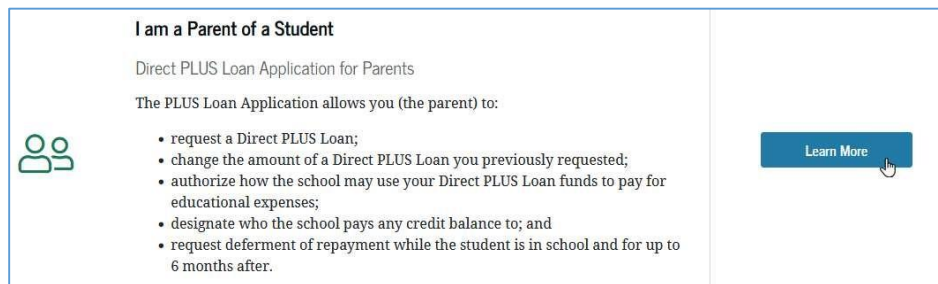 I am a Parent of a Student
Direct PLUS Loan Application for Parents
The PLUS Loan Application allows you (the parent) to:
• request a Direct PLUS Loan;
• change the amount of a Direct PLUS Loan you previously requested;
• authorize how the school may use your Direct PLUS Loan funds to pay for
educational expenses;
• designate who the school pays any credit balance to; and
• request deferment of repayment while the student is in school and for up to
6 months after.
Learn More